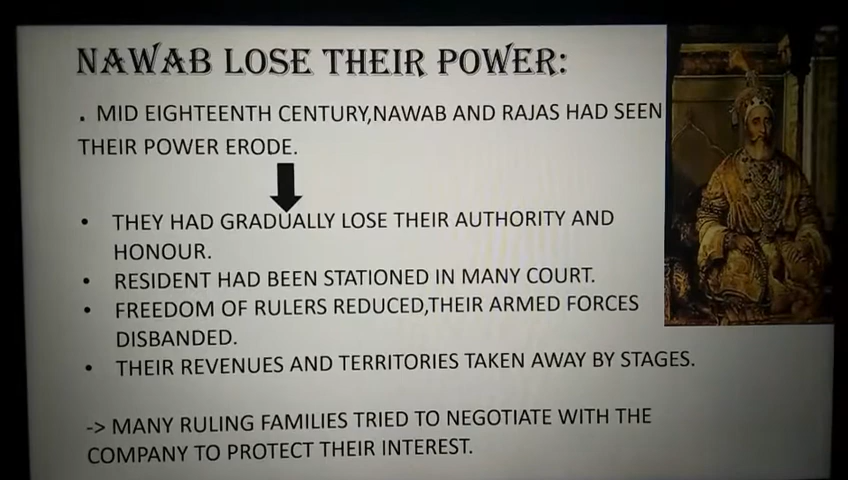 NAWAB LOSE THEIR POWER:
. MID EIGHTEENTH CENTURY,NAWAB AND RAJAS HAD SEEN
THEIR POWER ERODE.
• THEY HAD GRADUALLY LOSE THEIR AUTHORITY AND
HONOUR.
• RESIDENT HAD BEEN STATIONED IN MANY COURT.
• FREEDOM OF RULERS REDUCED,THEIR ARMED FORCES
DISBANDED.
• THEIR REVENUES AND TERRITORIES TAKEN AWAY BY STAGES.
-> MANY RULING FAMILIES TRIED TO NEGOTIATE WITH THE
COMPANY TO PROTECT THEIR INTEREST.